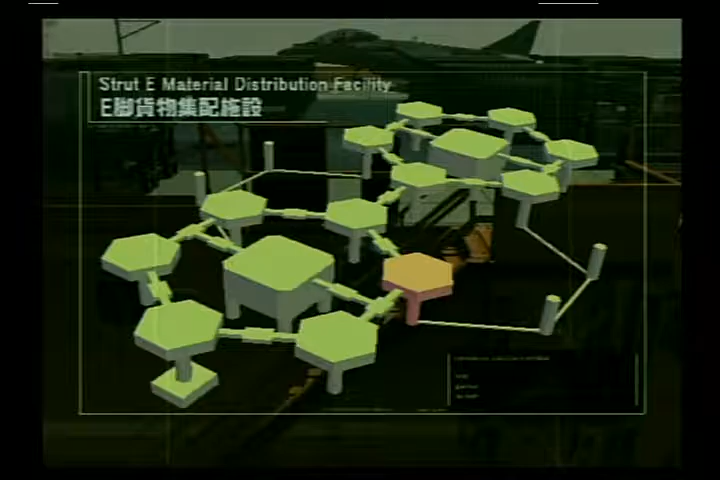 Strut E Material Distribution Facility
E脚貨物集配施設